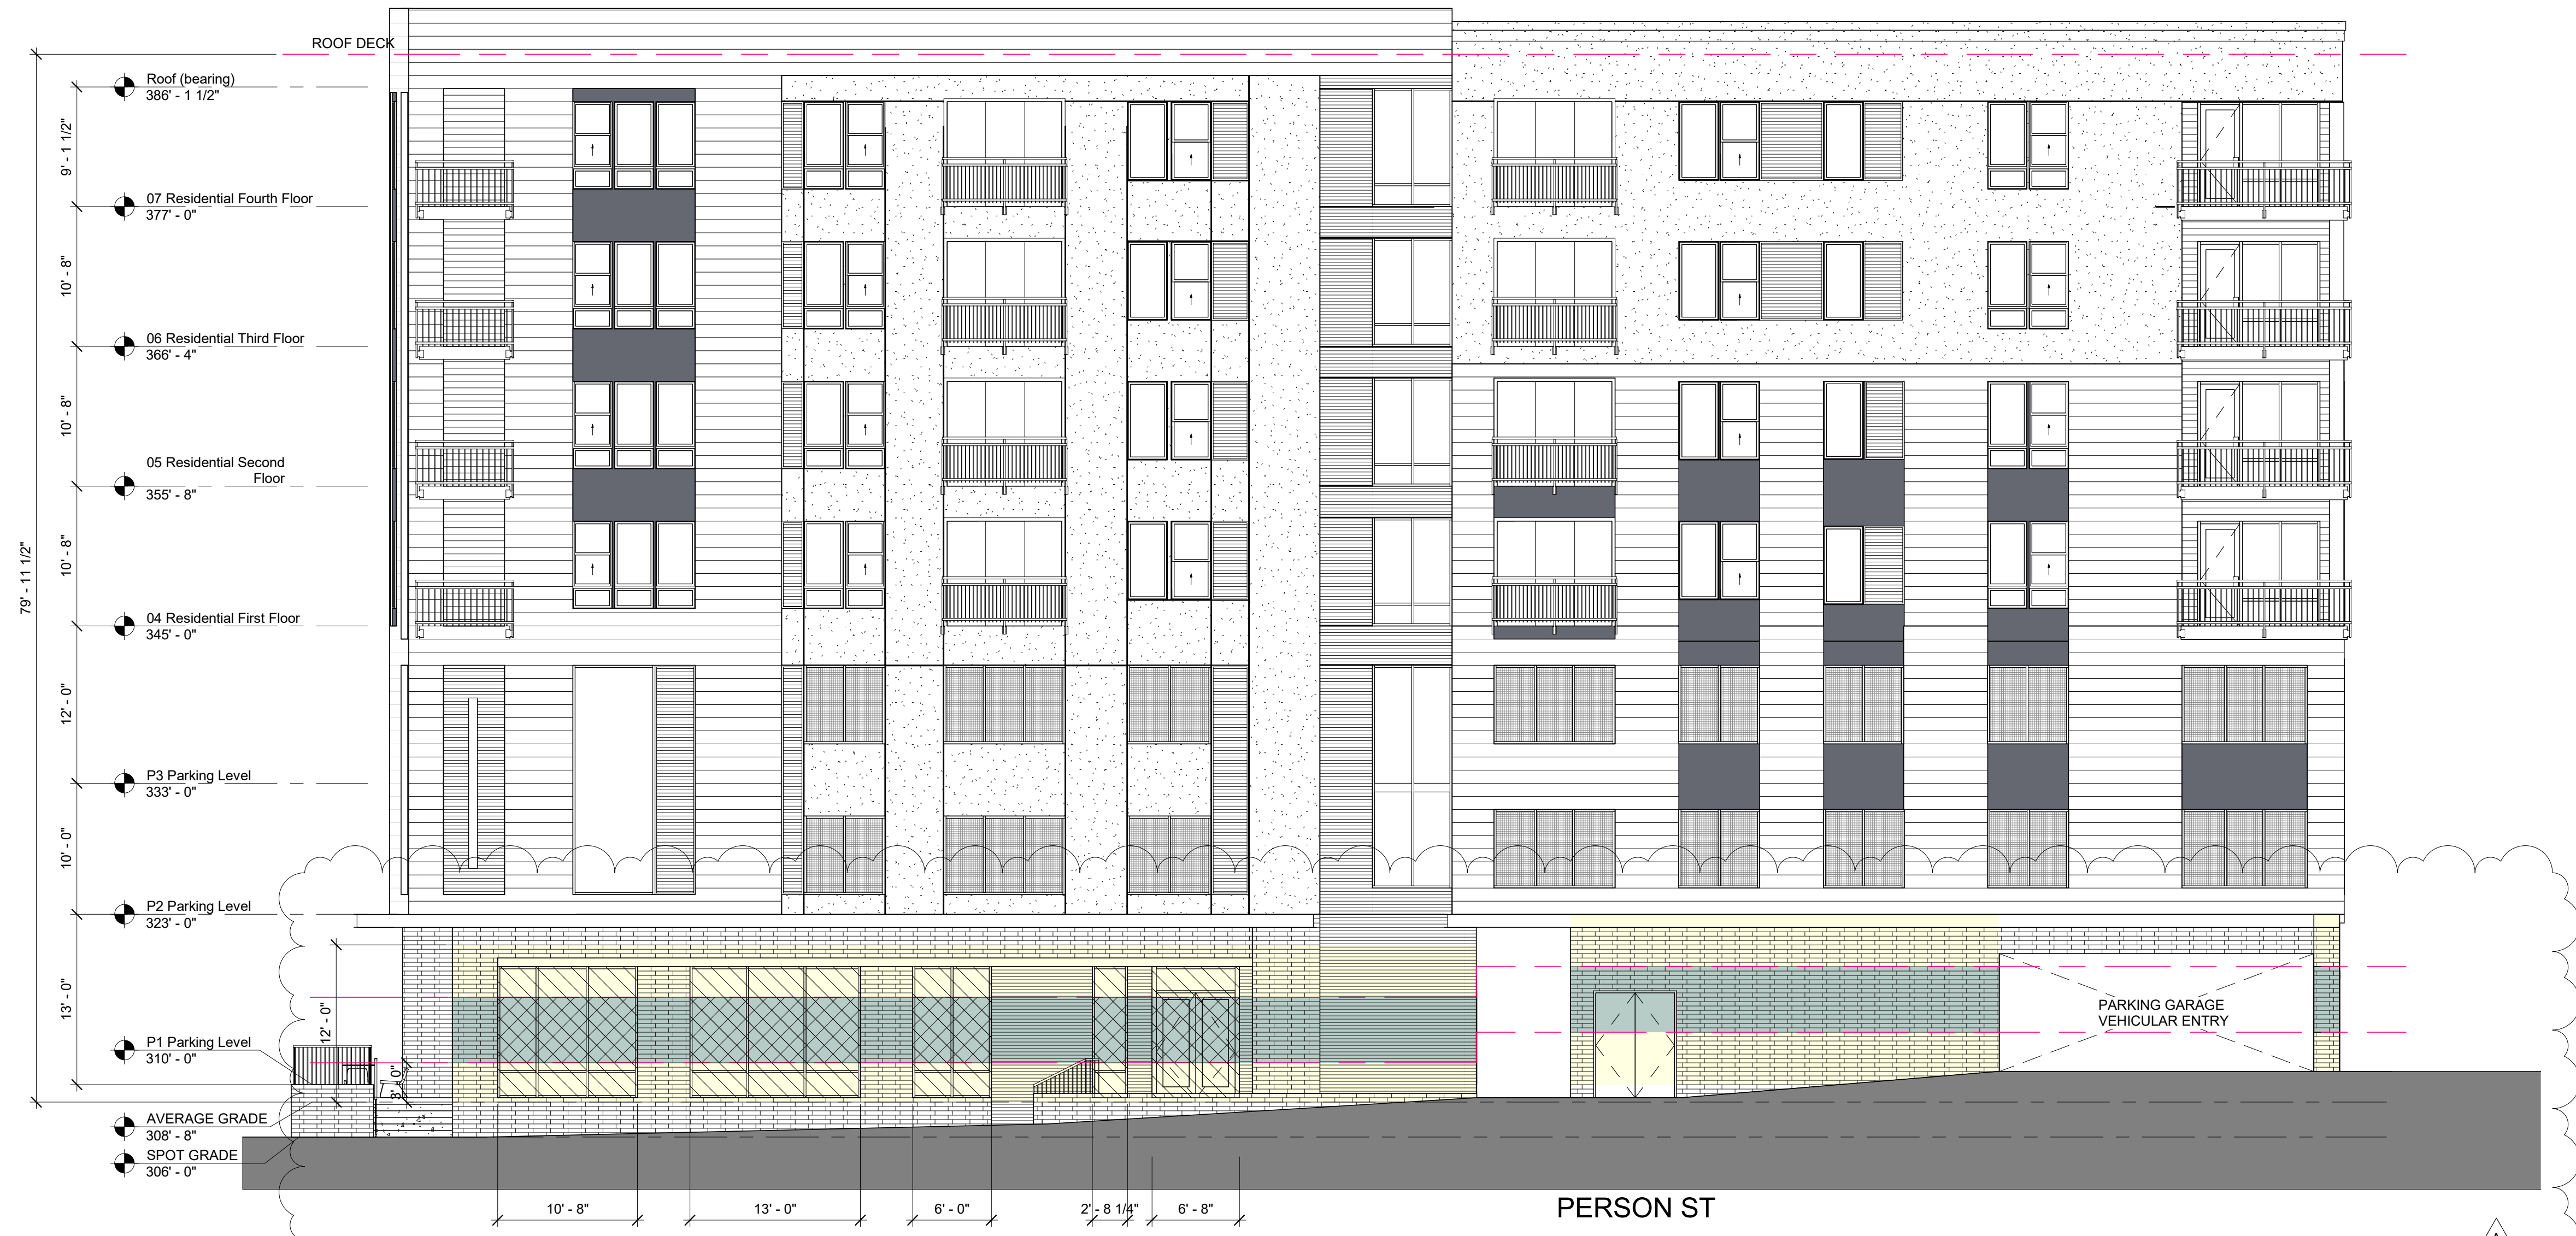 ROOF DECK
Roof (bearing)
386' - 1 1/2"
9' - 1 1/2"
07 Residential Fourth Floor
377' - 0"
10' - 8"
06 Residential Third Floor
366' - 4"
10' - 8"
05 Residential Second
Floor
355' - 8"
10' - 8"
79' - 11 1/2"
04 Residential First Floor
345' - 0"
12' - 0"
P3 Parking Level
333' - 0"
10' - 0"
P2 Parking Level
323' - 0"
13' - 0"
12' - 0"
PARKING GARAGE
VEHICULAR ENTRY
P1 Parking Level
310' - 0"
3' - 0"
AVERAGE GRADE
308' - 8"
SPOT GRADE
306' - 0"
10' - 8"
13' - 0"
6' - 0"
2' - 8 1/4"
6' - 8"
PERSON ST